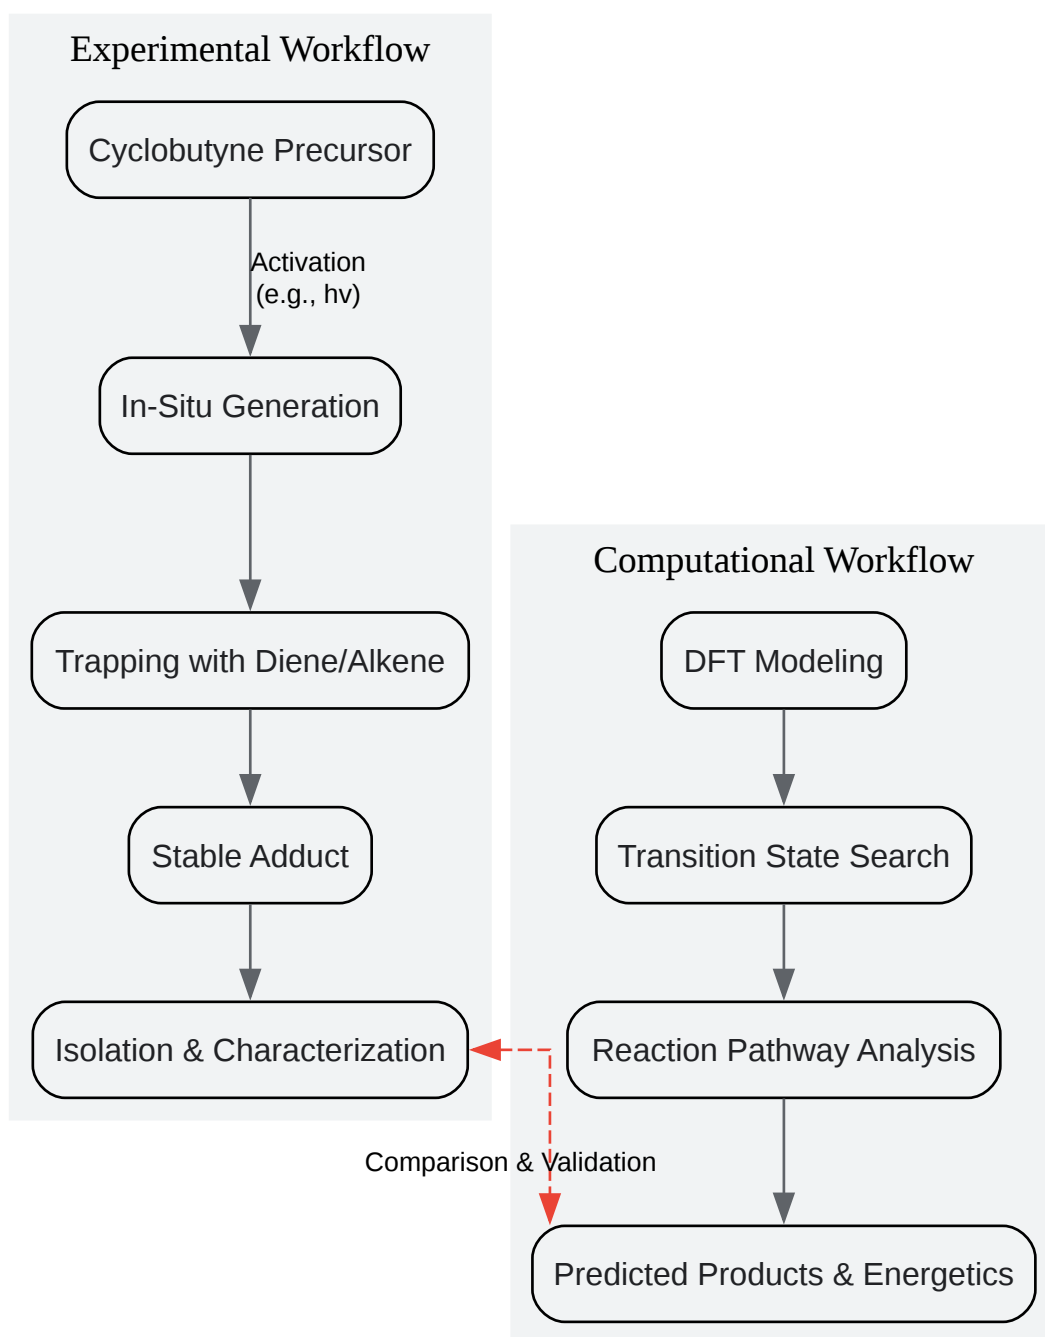 Experimental Workflow
Cyclobutyne Precursor
Activation
(e.g., hv)
In-Situ Generation
Trapping with Diene/Alkene
Stable Adduct
Isolation & Characterization
Computational Workflow
DFT Modeling
Transition State Search
Reaction Pathway Analysis
Comparison & Validation
Predicted Products & Energetics